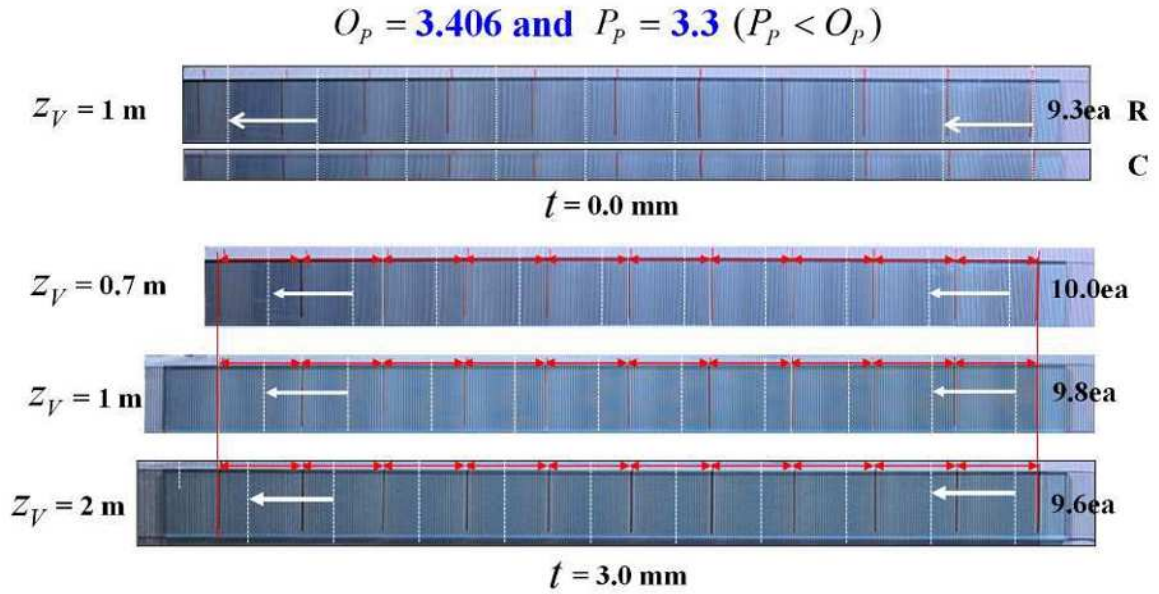 O_P = 3.406 and P_P = 3.3 (P_P < O_P)
z_V = 1 m 9.3ea R
C
t = 0.0 mm
z_V = 0.7 m 10.0ea
z_V = 1 m 9.8ea
z_V = 2 m 9.6ea
t = 3.0 mm